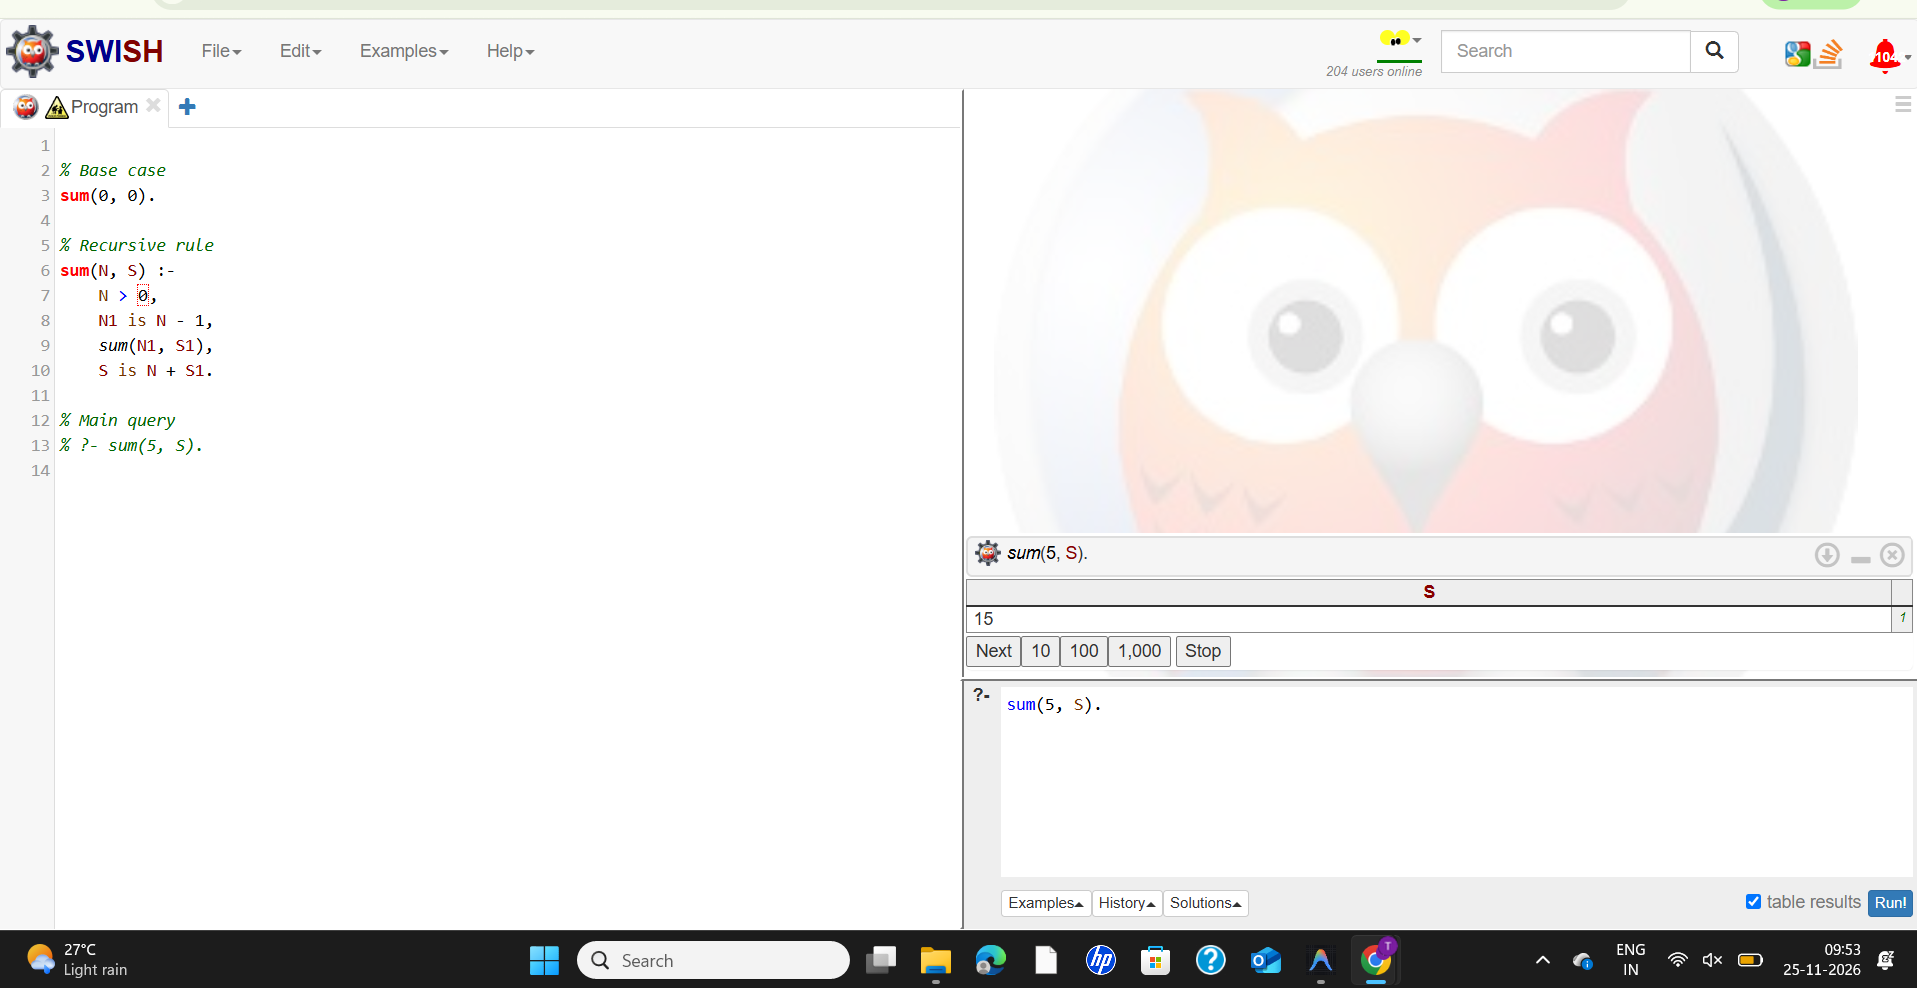 SWISH File Edit Examples Help
204 users online
Search
104
Program
1
2 % Base case
3 sum(0, 0).
4
5 % Recursive rule
6 sum(N, S) :-
7 N > 0,
8 N1 is N - 1,
9 sum(N1, S1),
10 S is N + S1.
11
12 % Main query
13 % ?- sum(5, S).
14
sum(5, S).
S
15 1
Next 10 100 1,000 Stop
?- sum(5, S).
Examples History Solutions
table results Run!
27°C
Light rain
Search
hp
T
ENG
IN
09:53
25-11-2026